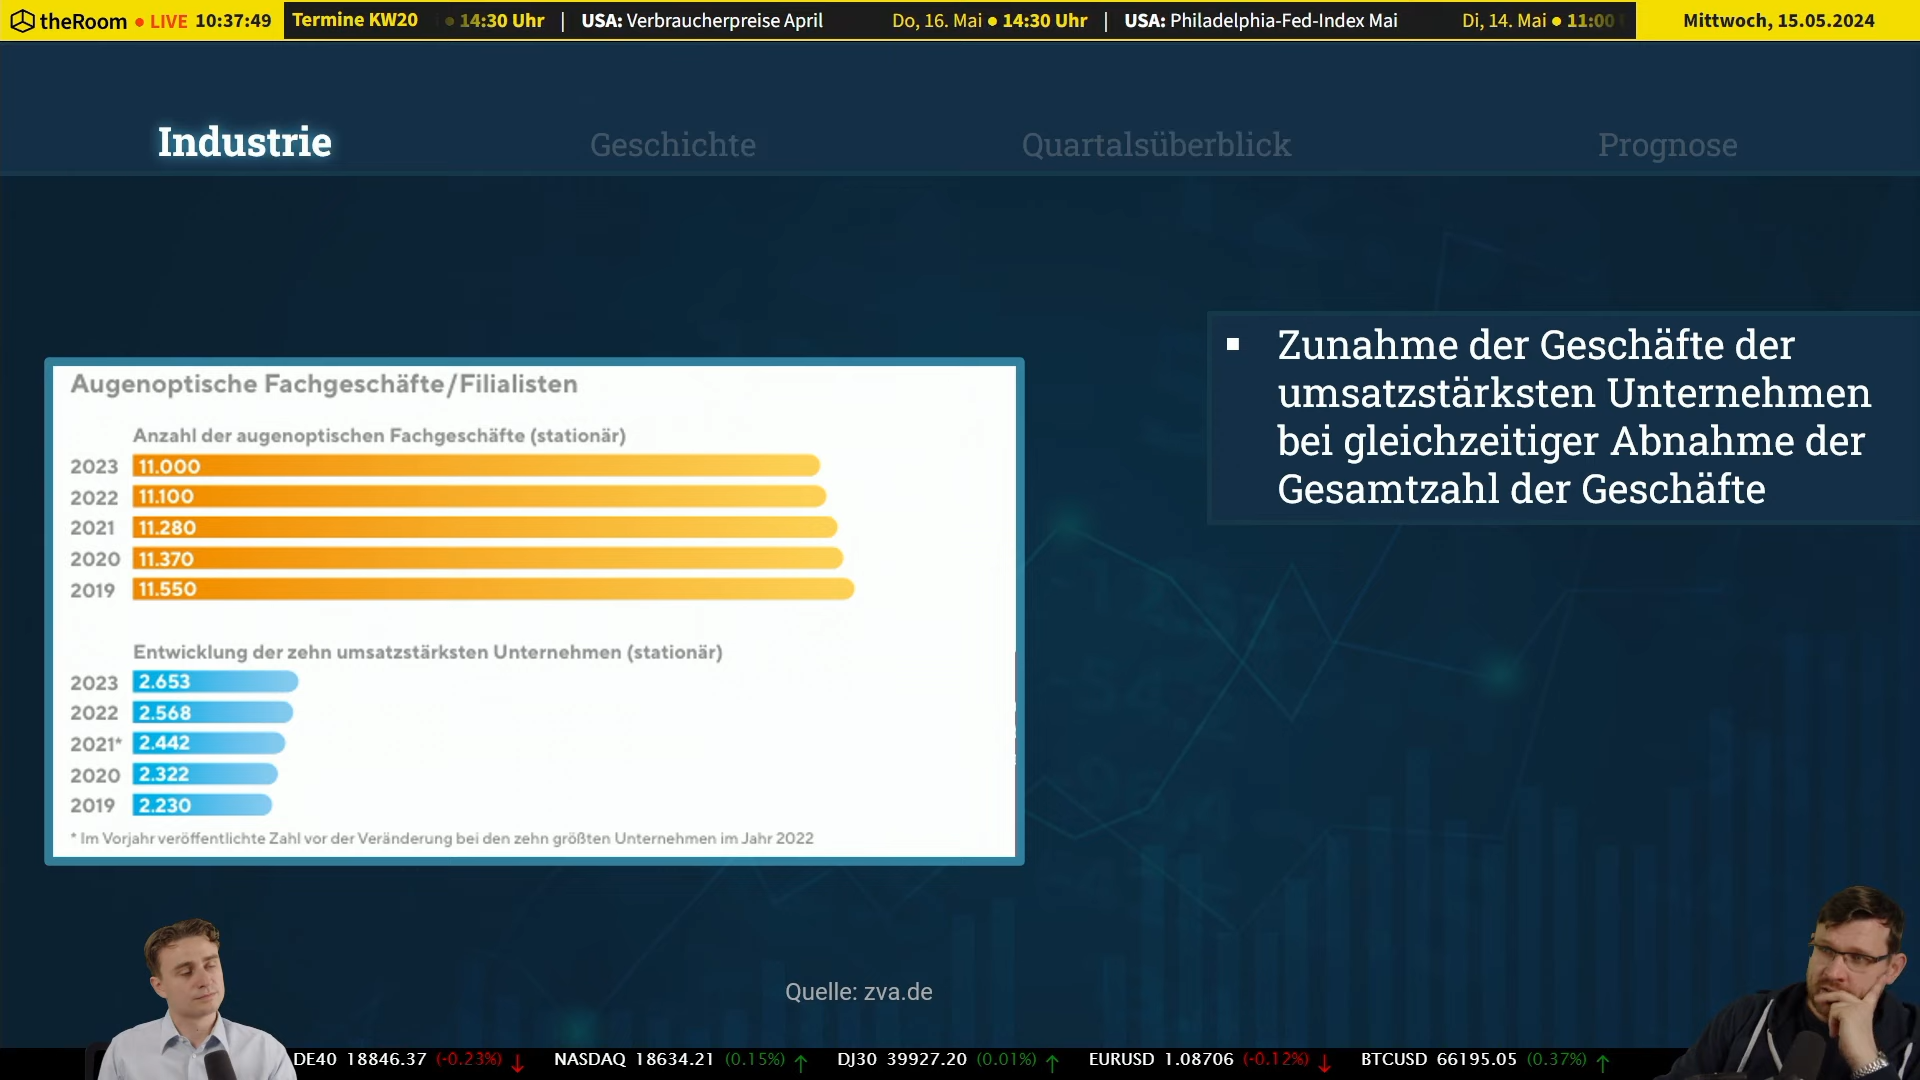 theRoom ● LIVE 10:37:49
Termine KW20
● 14:30 Uhr | USA: Verbraucherpreise April
Do, 16. Mai ● 14:30 Uhr | USA: Philadelphia-Fed-Index Mai
Di, 14. Mai ● 11:00
Mittwoch, 15.05.2024
Industrie
Geschichte
Quartalsüberblick
Prognose
Augenoptische Fachgeschäfte/Filialisten
Anzahl der augenoptischen Fachgeschäfte (stationär)
2023 11.000
2022 11.100
2021 11.280
2020 11.370
2019 11.550
Entwicklung der zehn umsatzstärksten Unternehmen (stationär)
2023 2.653
2022 2.568
2021* 2.442
2020 2.322
2019 2.230
* Im Vorjahr veröffentlichte Zahl vor der Veränderung bei den zehn größten Unternehmen im Jahr 2022
▪ Zunahme der Geschäfte der
umsatzstärksten Unternehmen
bei gleichzeitiger Abnahme der
Gesamtzahl der Geschäfte
Quelle: zva.de
DE40 18846.37 (-0.23%) ↓ NASDAQ 18634.21 (0.15%) ↑ DJ30 39927.20 (0.01%) ↑ EURUSD 1.08706 (-0.12%) ↓ BTCUSD 66195.05 (0.37%) ↑